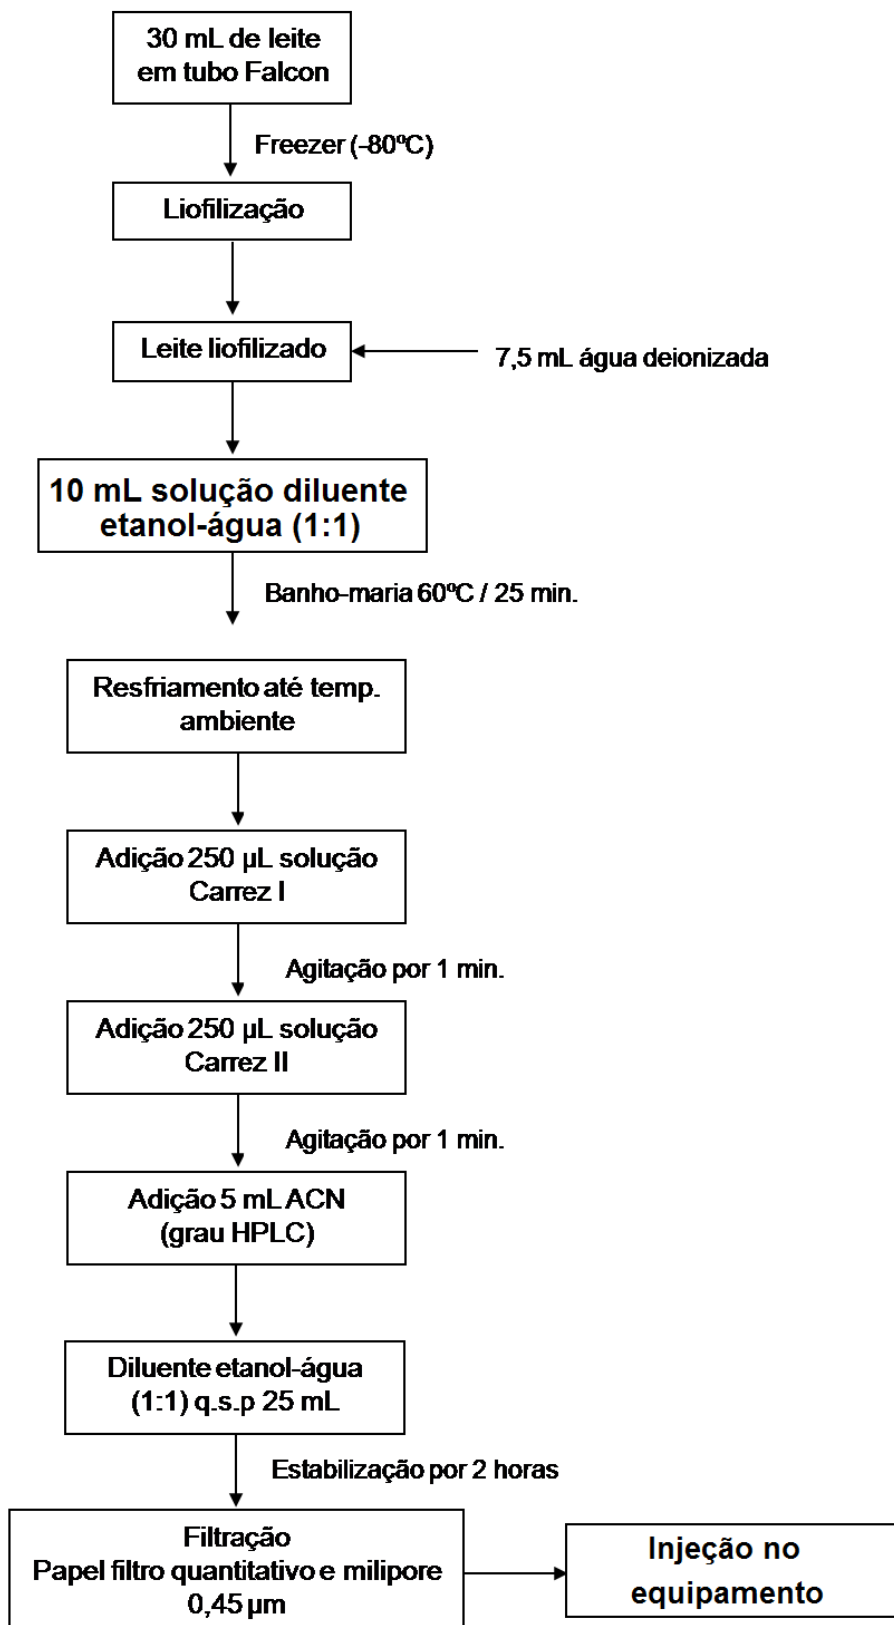 30 mL de leite
em tubo Falcon
Freezer (-80ºC)
Liofilização
Leite liofilizado
7,5 mL água deionizada
10 mL solução diluente
etanol-água (1:1)
Banho-maria 60ºC / 25 min.
Resfriamento até temp.
ambiente
Adição 250 µL solução
Carrez I
Agitação por 1 min.
Adição 250 µL solução
Carrez II
Agitação por 1 min.
Adição 5 mL ACN
(grau HPLC)
Diluente etanol-água
(1:1) q.s.p 25 mL
Estabilização por 2 horas
Filtração
Papel filtro quantitativo e milipore
0,45 µm
Injeção no
equipamento